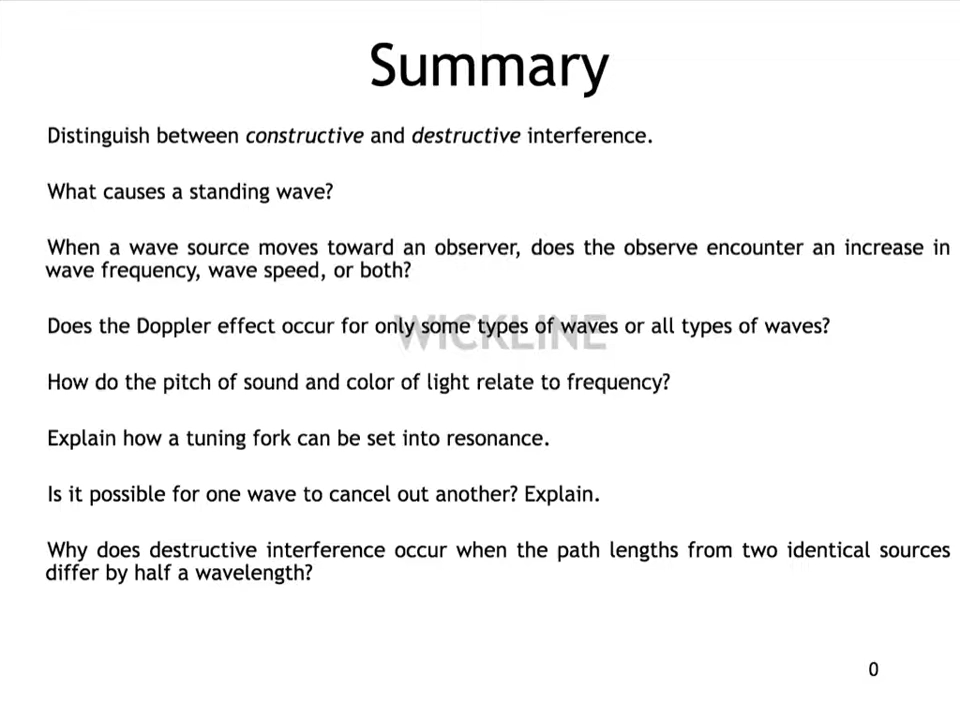 Summary
Distinguish between constructive and destructive interference.
What causes a standing wave?
When a wave source moves toward an observer, does the observe encounter an increase in
wave frequency, wave speed, or both?
Does the Doppler effect occur for only some types of waves or all types of waves?
WICKLINE
How do the pitch of sound and color of light relate to frequency?
Explain how a tuning fork can be set into resonance.
Is it possible for one wave to cancel out another? Explain.
Why does destructive interference occur when the path lengths from two identical sources
differ by half a wavelength?
0